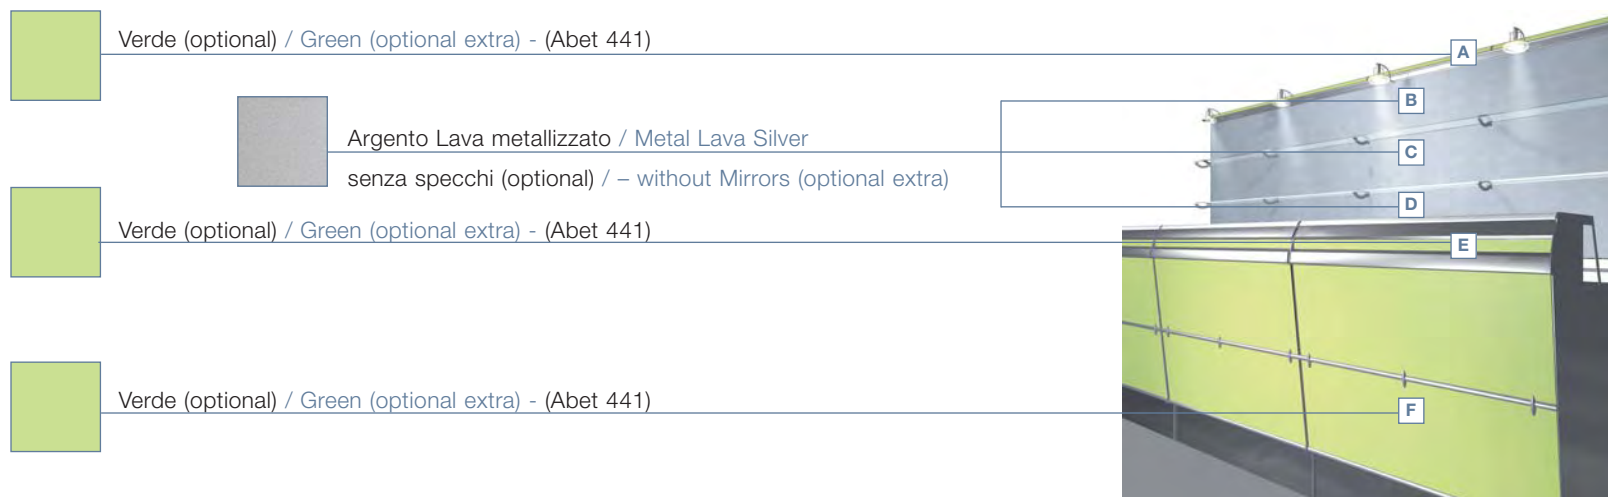 Verde (optional) / Green (optional extra) - (Abet 441)
A
B
Argento Lava metallizzato / Metal Lava Silver
C
senza specchi (optional) / – without Mirrors (optional extra)
D
Verde (optional) / Green (optional extra) - (Abet 441)
E
Verde (optional) / Green (optional extra) - (Abet 441)
F